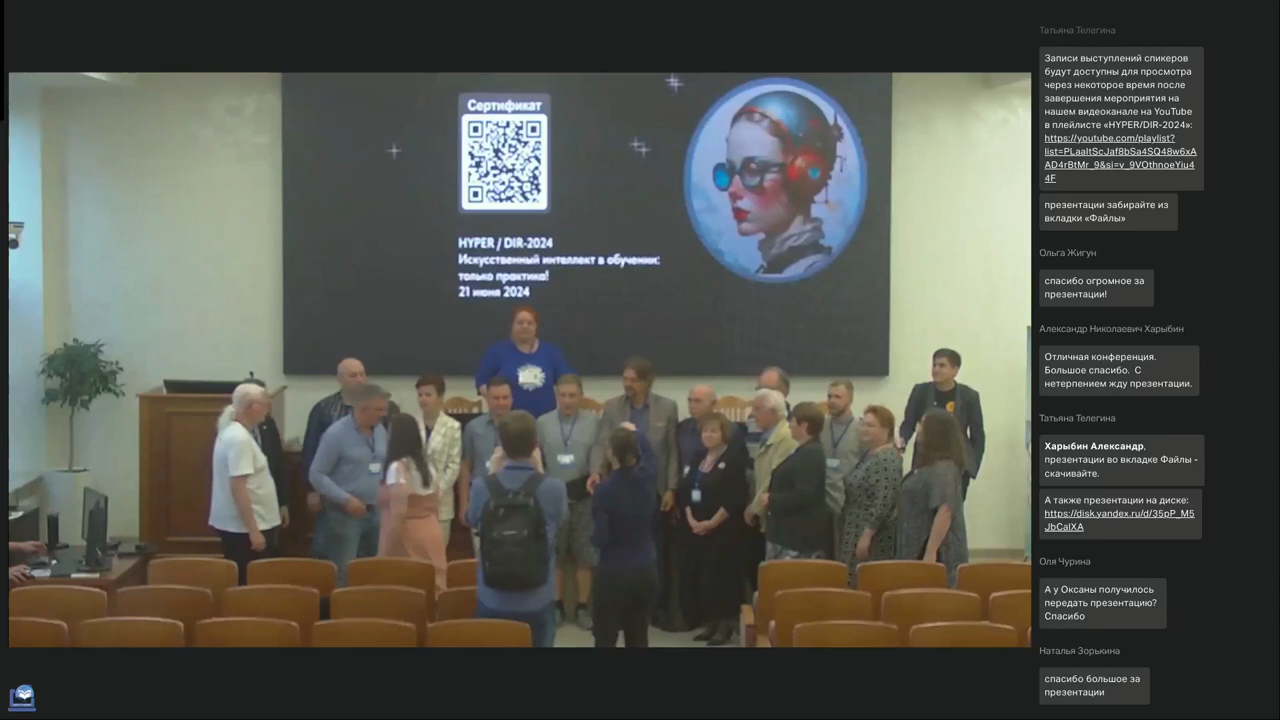 Сертификат
HYPER / DIR-2024
Искусственный интеллект в обучении:
только практика!
21 июня 2024
Татьяна Телегина
Записи выступлений спикеров
будут доступны для просмотра
через некоторое время после
завершения мероприятия на
нашем видеоканале на YouTube
в плейлисте «HYPER/DIR-2024»:
https://youtube.com/playlist?
list=PLaaltScJaf8bSa4SQ48w6xA
AD4rBtMr_9&si=v_9VOthnoeYiu4
4F
презентации забирайте из
вкладки «Файлы»
Ольга Жигун
спасибо огромное за
презентации!
Александр Николаевич Харыбин
Отличная конференция.
Большое спасибо. С
нетерпением жду презентации.
Татьяна Телегина
Харыбин Александр,
презентации во вкладке Файлы -
скачивайте.
А также презентации на диске:
https://disk.yandex.ru/d/35pP_M5
JbCalXA
Оля Чурина
А у Оксаны получилось
передать презентацию?
Спасибо
Наталья Зорькина
спасибо большое за
презентации